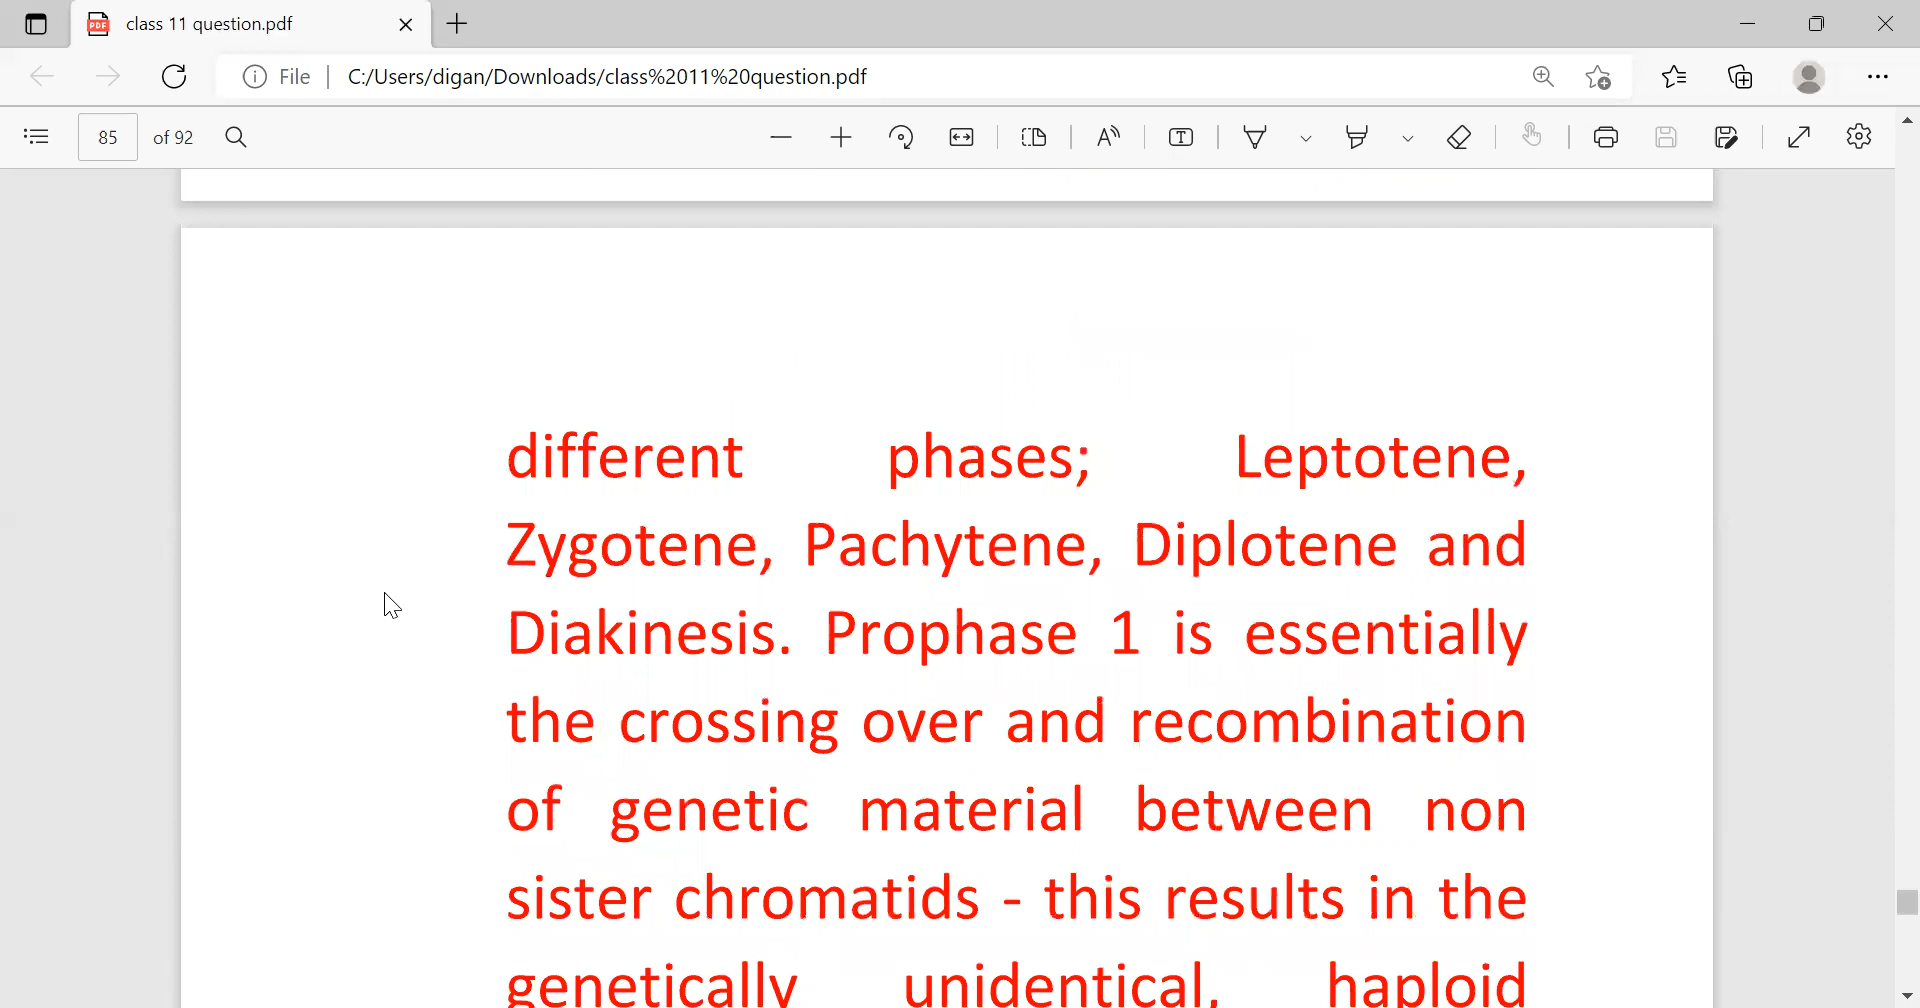 class 11 question.pdf
File C:/Users/digan/Downloads/class%2011%20question.pdf
85 of 92
different phases; Leptotene,
Zygotene, Pachytene, Diplotene and
Diakinesis. Prophase 1 is essentially
the crossing over and recombination
of genetic material between non
sister chromatids - this results in the
genetically unidentical, haploid